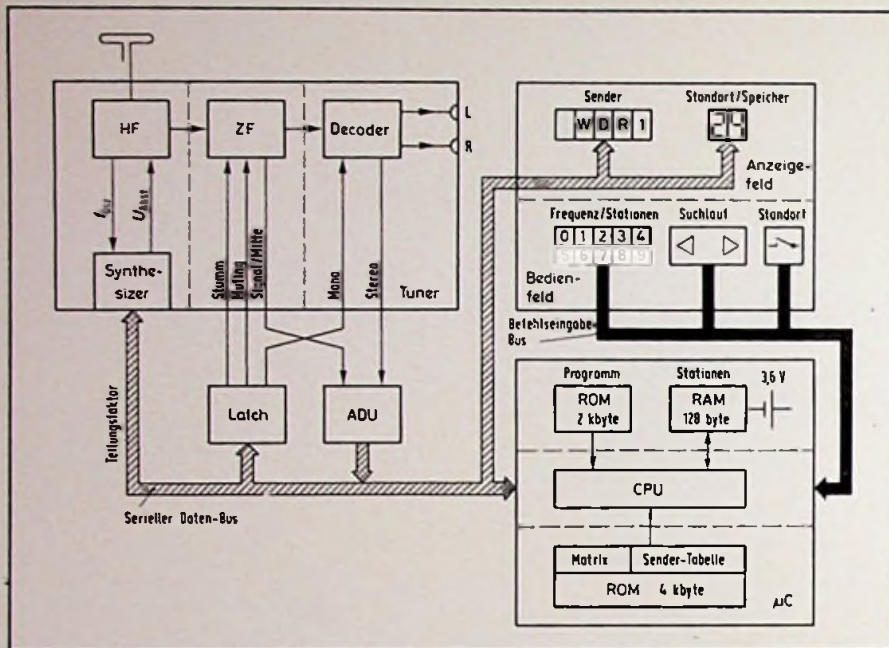 HF
ZF
Decoder
L
R
Synthe-
sizer
Stumm
Muting
Signal/Mitte
Mono
Stereo
Tuner
Teilungsfaktor
Latch
ADU
Serieller Daten-Bus
Sender
Standort/Speicher
W D R 1
24
Anzeige-
feld
Frequenz/Stationen
Suchlauf
Standort
0 1 2 3 4
5 6 7 8 9
Bedien-
feld
Befehlseingabe-
Bus
Programm
Stationen
3,6 V
ROM
2 kbyte
RAM
128 byte
CPU
Matrix
Sender-Tabelle
ROM 4 kbyte
µC